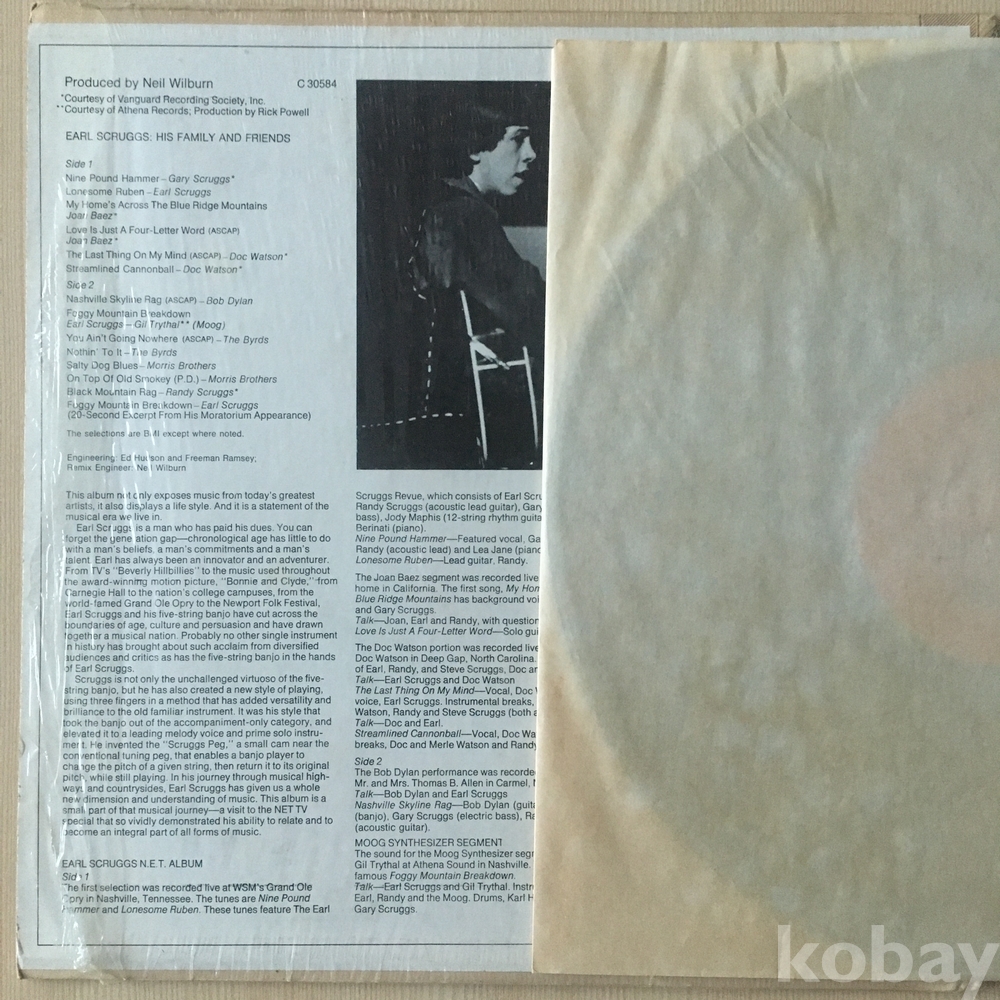 Produced by Neil Wilburn C 30584
*Courtesy of Vanguard Recording Society, Inc.
**Courtesy of Athena Records; Production by Rick Powell
EARL SCRUGGS: HIS FAMILY AND FRIENDS
Side 1
Nine Pound Hammer – Gary Scruggs*
Lonesome Ruben – Earl Scruggs
My Home's Across The Blue Ridge Mountains
Joan Baez*
Love Is Just A Four-Letter Word (ASCAP)
Joan Baez*
The Last Thing On My Mind (ASCAP) – Doc Watson*
Streamlined Cannonball – Doc Watson*
Side 2
Nashville Skyline Rag (ASCAP) – Bob Dylan
Foggy Mountain Breakdown
Earl Scruggs – Gil Trythal** (Moog)
You Ain't Going Nowhere (ASCAP) – The Byrds
Nothin' To It – The Byrds
Salty Dog Blues – Morris Brothers
On Top Of Old Smokey (P.D.) – Morris Brothers
Black Mountain Rag – Randy Scruggs*
Foggy Mountain Breakdown – Earl Scruggs
(20-Second Excerpt From His Moratorium Appearance)
The selections are BMI except where noted.
Engineering: Ed Hudson and Freeman Ramsey;
Remix Engineer: Neil Wilburn
This album not only exposes music from today's greatest
artists, it also displays a life style. And it is a statement of the
musical era we live in.
Earl Scruggs is a man who has paid his dues. You can
forget the generation gap—chronological age has little to do
with a man's beliefs, a man's commitments and a man's
talent. Earl has always been an innovator and an adventurer.
From TV's "Beverly Hillbillies" to the music used throughout
the award-winning motion picture, "Bonnie and Clyde," from
Carnegie Hall to the nation's college campuses, from the
world-famed Grand Ole Opry to the Newport Folk Festival,
Earl Scruggs and his five-string banjo have cut across the
boundaries of age, culture and persuasion and have drawn
together a musical nation. Probably no other single instrument
in history has brought about such acclaim from diversified
audiences and critics as has the five-string banjo in the hands
of Earl Scruggs.
Scruggs is not only the unchallenged virtuoso of the five-
string banjo, but he has also created a new style of playing,
using three fingers in a method that has added versatility and
brilliance to the old familiar instrument. It was his style that
took the banjo out of the accompaniment-only category, and
elevated it to a leading melody voice and prime solo instru-
ment. He invented the "Scruggs Peg," a small cam near the
conventional tuning peg, that enables a banjo player to
change the pitch of a given string, then return it to its original
pitch, while still playing. In his journey through musical high-
ways and countrysides, Earl Scruggs has given us a whole
new dimension and understanding of music. This album is a
small part of that musical journey—a visit to the NET TV
special that so vividly demonstrated his ability to relate and to
become an integral part of all forms of music.
EARL SCRUGGS N.E.T. ALBUM
Side 1
The first selection was recorded live at WSM's Grand Ole
Opry in Nashville, Tennessee. The tunes are Nine Pound
Hammer and Lonesome Ruben. These tunes feature The Earl
Scruggs Revue, which consists of Earl Scru
Randy Scruggs (acoustic lead guitar), Gary
bass), Jody Maphis (12-string rhythm guita
Berinati (piano).
Nine Pound Hammer—Featured vocal, Ga
Randy (acoustic lead) and Lea Jane (piano
Lonesome Ruben—Lead guitar, Randy.
The Joan Baez segment was recorded live
home in California. The first song, My Hom
Blue Ridge Mountains has background voi
and Gary Scruggs.
Talk—Joan, Earl and Randy, with question
Love Is Just A Four-Letter Word—Solo gui
The Doc Watson portion was recorded live
Doc Watson in Deep Gap, North Carolina.
of Earl, Randy, and Steve Scruggs, Doc an
Talk—Earl Scruggs and Doc Watson
The Last Thing On My Mind—Vocal, Doc W
voice, Earl Scruggs. Instrumental breaks,
Watson, Randy and Steve Scruggs (both a
Talk—Doc and Earl.
Streamlined Cannonball—Vocal, Doc Wa
breaks, Doc and Merle Watson and Randy
Side 2
The Bob Dylan performance was recorde
Mr. and Mrs. Thomas B. Allen in Carmel, N
Talk—Bob Dylan and Earl Scruggs
Nashville Skyline Rag—Bob Dylan (guita
(banjo), Gary Scruggs (electric bass), Ra
(acoustic guitar).
MOOG SYNTHESIZER SEGMENT
The sound for the Moog Synthesizer segm
Gil Trythal at Athena Sound in Nashville.
famous Foggy Mountain Breakdown.
Talk—Earl Scruggs and Gil Trythal. Instr
Earl, Randy and the Moog. Drums, Karl H
Gary Scruggs.
kobay